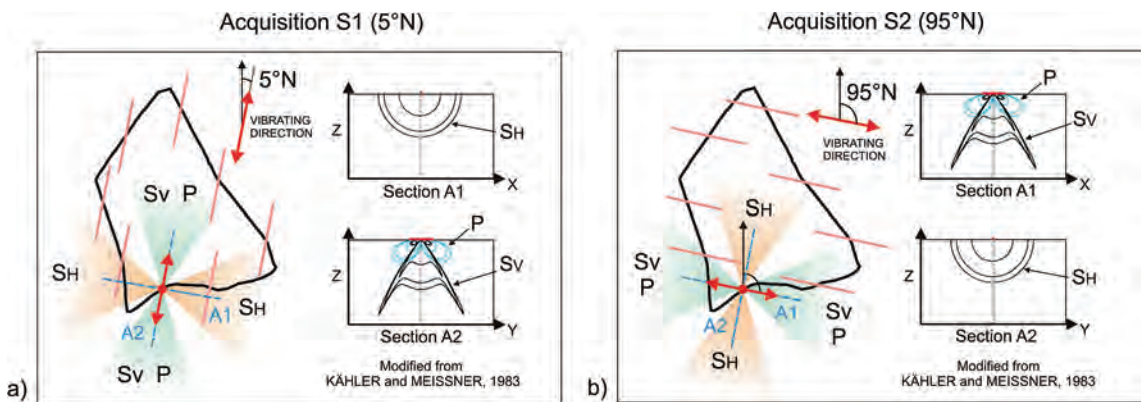 Acquisition S1 (5°N)
5°N
VIBRATING
DIRECTION
Sv P
SH
SH
A1
A2
Sv P
Z
SH
X
Section A1
P
Z
Sv
Y
Section A2
Modified from
KÄHLER and MEISSNER, 1983
a)
Acquisition S2 (95°N)
95°N
VIBRATING
DIRECTION
SH
Sv
P
A2
A1
Sv
P
SH
P
Z
Sv
X
Section A1
Z
SH
Y
Section A2
Modified from
KÄHLER and MEISSNER, 1983
b)